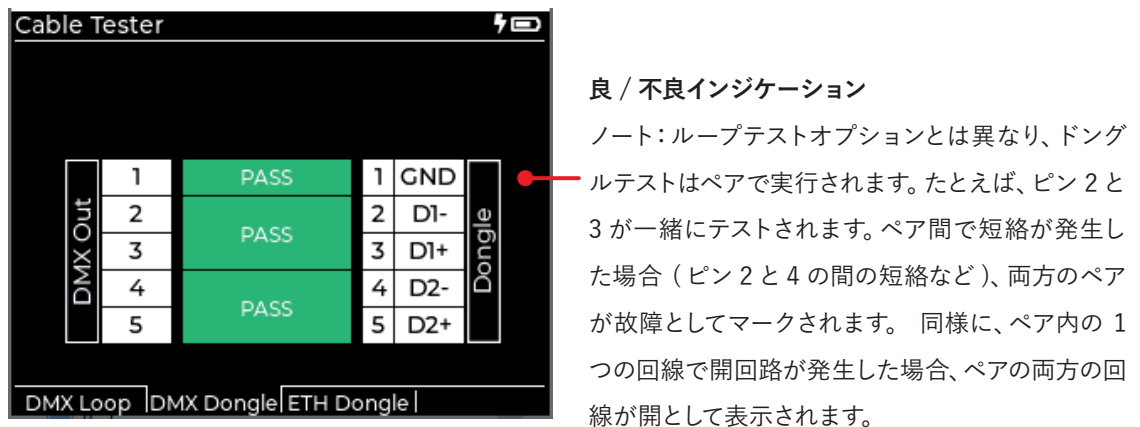 Cable Tester
DMX Out
1 PASS 1 GND
2 PASS 2 D1-
3 3 D1+
4 PASS 4 D2-
5 5 D2+
Dongle
DMX Loop DMX Dongle ETH Dongle
良 / 不良インジケーション
ノート：ループテストオプションとは異なり、ドング
ルテストはペアで実行されます。たとえば、ピン 2 と
3 が一緒にテストされます。ペア間で短絡が発生し
た場合 ( ピン 2 と 4 の間の短絡など )、両方のペア
が故障としてマークされます。 同様に、ペア内の 1
つの回線で開回路が発生した場合、ペアの両方の回
線が開として表示されます。